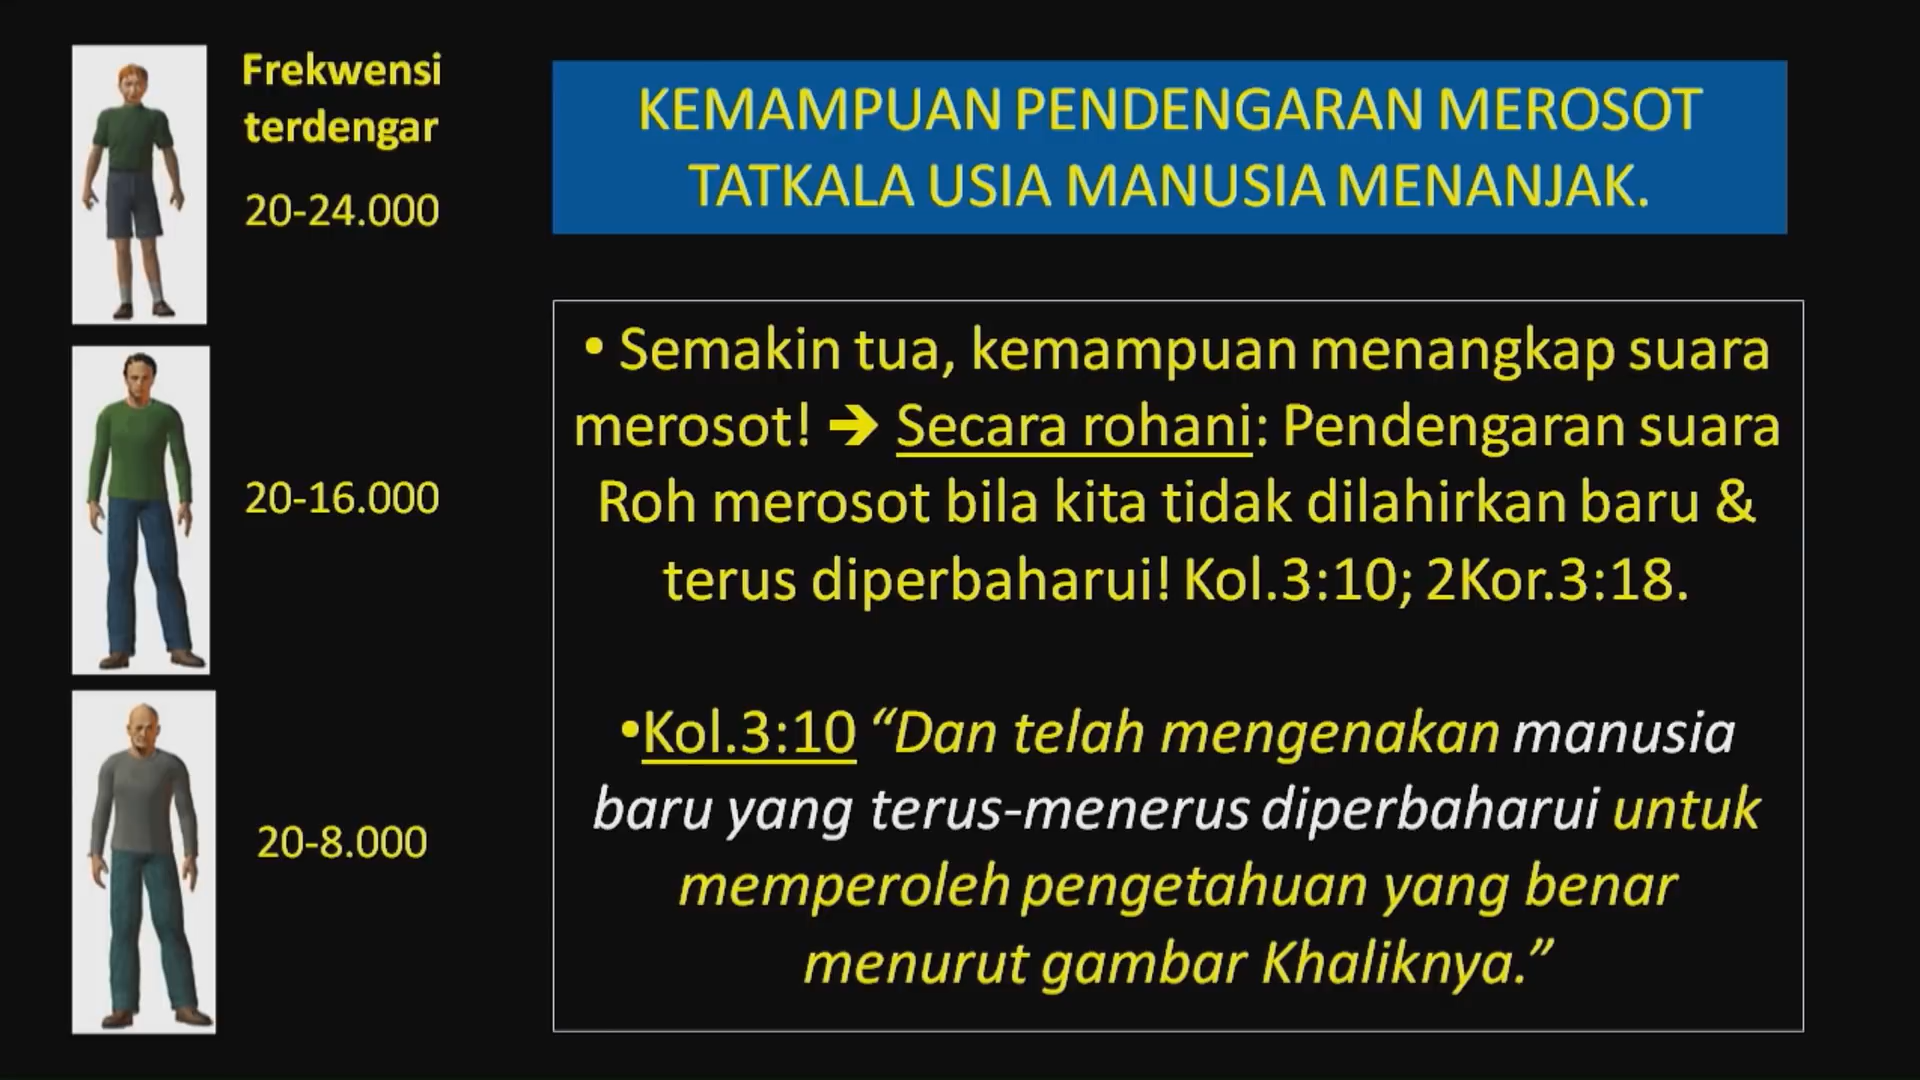 Frekwensi
terdengar
20-24.000
20-16.000
20-8.000
KEMAMPUAN PENDENGARAN MEROSOT
TATKALA USIA MANUSIA MENANJAK.
• Semakin tua, kemampuan menangkap suara
merosot! ➔ Secara rohani: Pendengaran suara
Roh merosot bila kita tidak dilahirkan baru &
terus diperbaharui! Kol.3:10; 2Kor.3:18.
•Kol.3:10 “Dan telah mengenakan manusia
baru yang terus-menerus diperbaharui untuk
memperoleh pengetahuan yang benar
menurut gambar Khaliknya.”